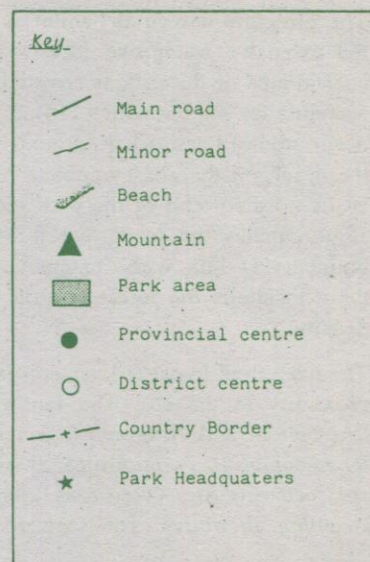 Key
Main road
Minor road
Beach
Mountain
Park area
Provincial centre
District centre
Country Border
Park Headquaters